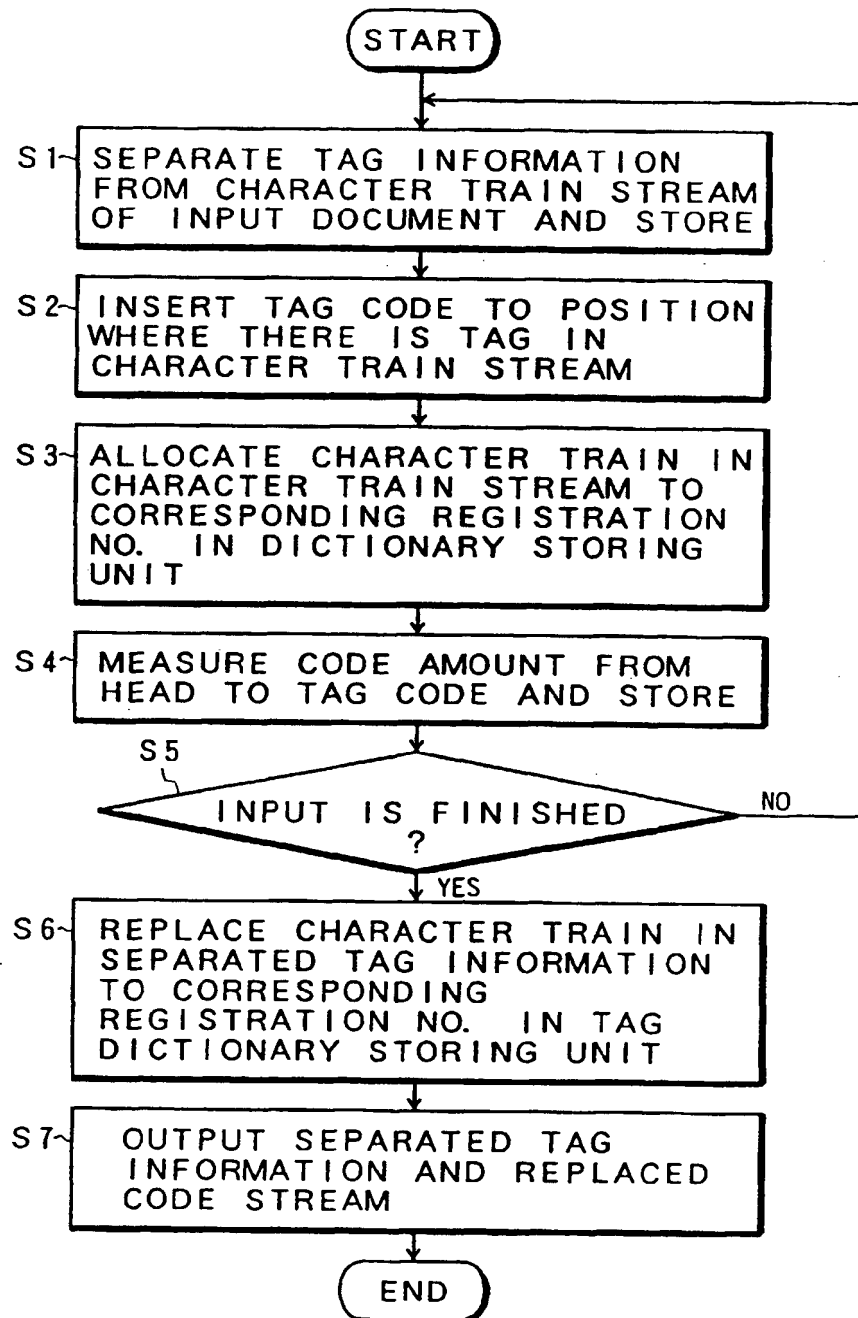 START
S1 SEPARATE TAG INFORMATION
FROM CHARACTER TRAIN STREAM
OF INPUT DOCUMENT AND STORE
S2 INSERT TAG CODE TO POSITION
WHERE THERE IS TAG IN
CHARACTER TRAIN STREAM
S3 ALLOCATE CHARACTER TRAIN IN
CHARACTER TRAIN STREAM TO
CORRESPONDING REGISTRATION
NO. IN DICTIONARY STORING
UNIT
S4 MEASURE CODE AMOUNT FROM
HEAD TO TAG CODE AND STORE
S5
INPUT IS FINISHED
?
NO
YES
S6 REPLACE CHARACTER TRAIN IN
SEPARATED TAG INFORMATION
TO CORRESPONDING
REGISTRATION NO. IN TAG
DICTIONARY STORING UNIT
S7 OUTPUT SEPARATED TAG
INFORMATION AND REPLACED
CODE STREAM
END